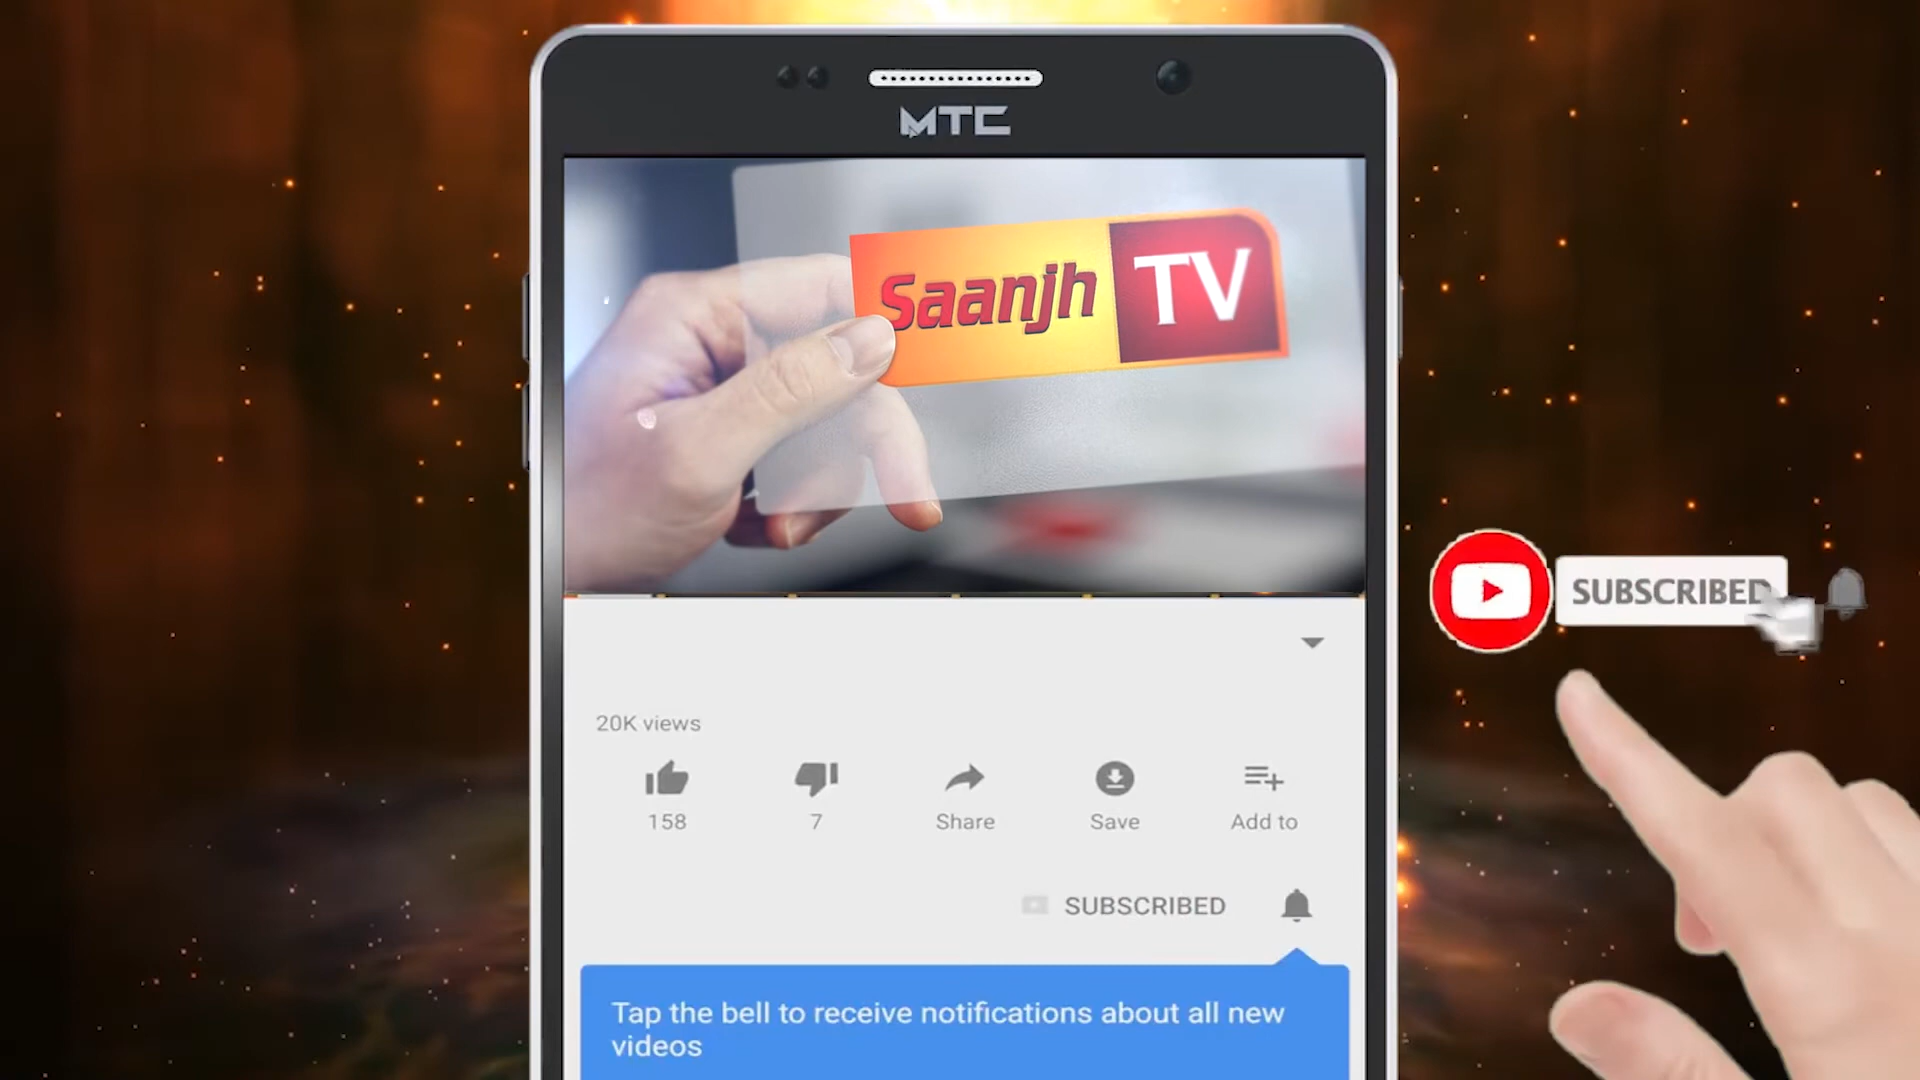 MTC
Saanjh TV
20K views
158
7
Share
Save
Add to
SUBSCRIBED
SUBSCRIBED
Tap the bell to receive notifications about all new
videos